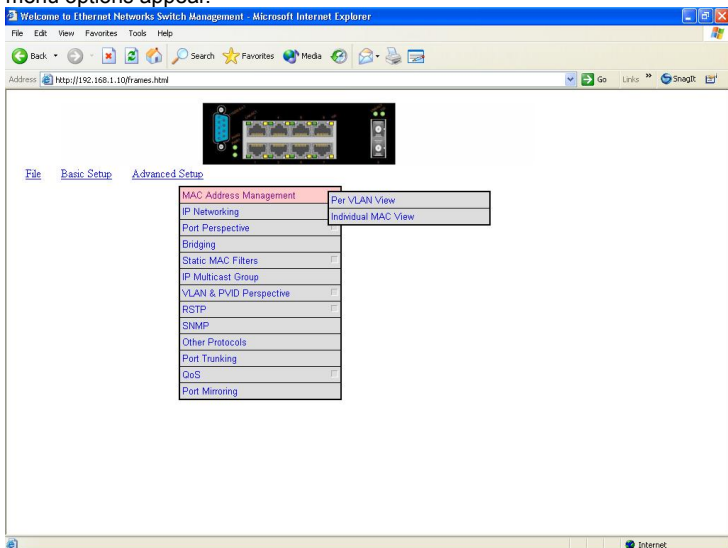 menu options appear.
Welcome to Ethernet Networks Switch Management - Microsoft Internet Explorer
File Edit View Favorites Tools Help
Back Search Favorites Media
Address http://192.168.1.10/frames.html Go Links » SnagIt
File Basic Setup Advanced Setup
MAC Address Management
Per VLAN View
IP Networking
Individual MAC View
Port Perspective
Bridging
Static MAC Filters
IP Multicast Group
VLAN & PVID Perspective
RSTP
SNMP
Other Protocols
Port Trunking
QoS
Port Mirroring
Internet